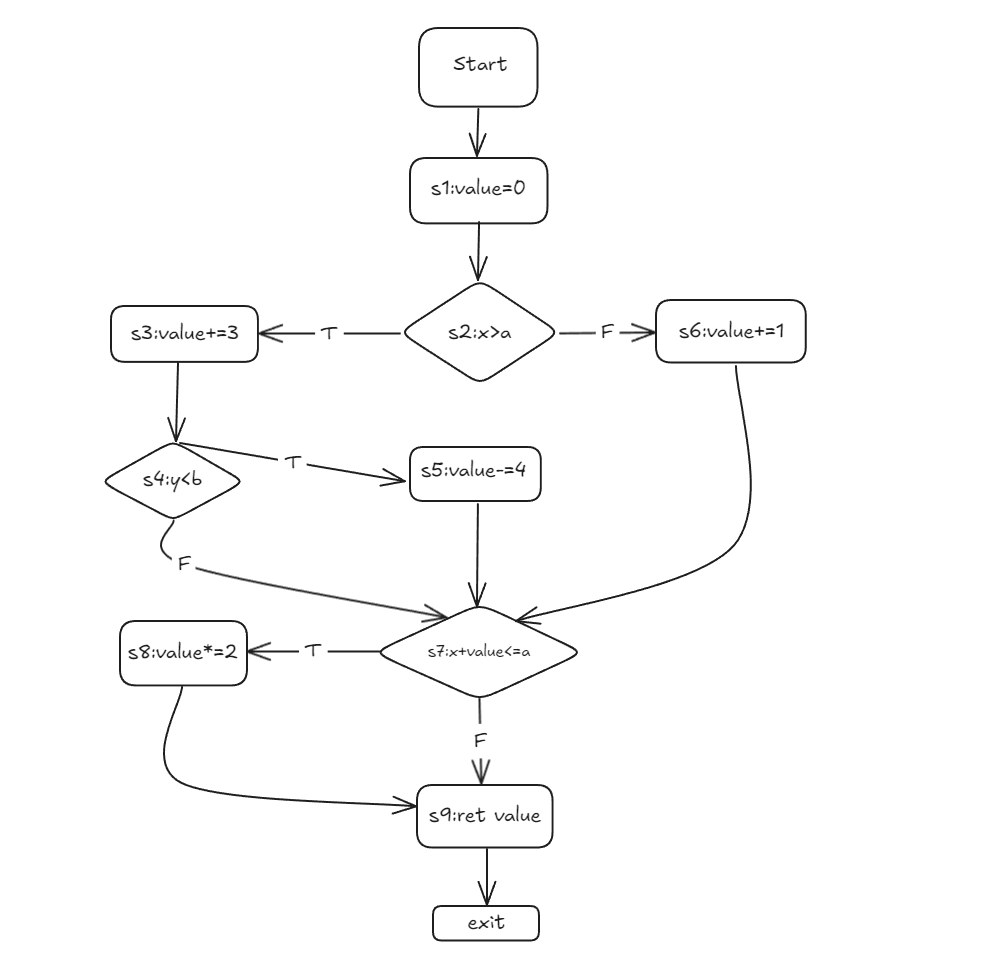 Start
s1:value=0
s2:x>a
T
F
s3:value+=3
s6:value+=1
s4:y<b
T
s5:value-=4
F
s7:x+value<=a
T
s8:value*=2
F
s9:ret value
exit